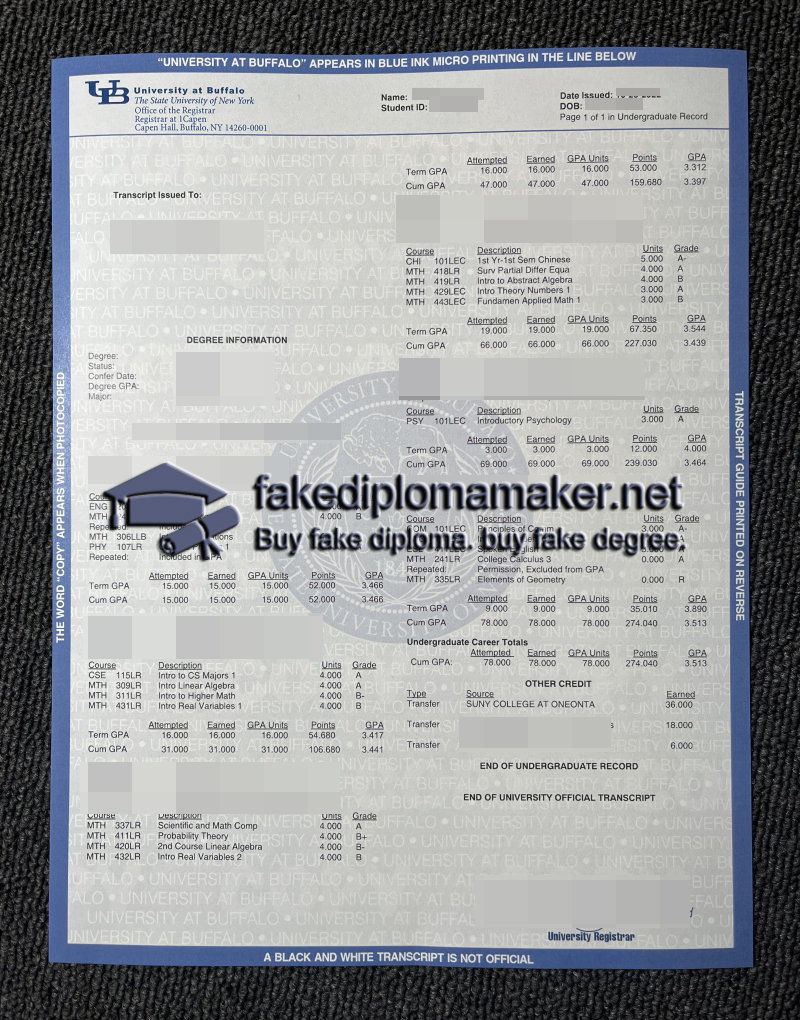 “UNIVERSITY AT BUFFALO” APPEARS IN BLUE INK MICRO PRINTING IN THE LINE BELOW
UB University at Buffalo
The State University of New York
Office of the Registrar
Registrar at 1Capen
Capen Hall, Buffalo, NY 14260-0001
Name:
Student ID:
Date Issued:
DOB:
Page 1 of 1 in Undergraduate Record
Transcript Issued To:
DEGREE INFORMATION
Degree:
Status:
Confer Date:
Degree GPA:
Major:
ENG
MTH 4.000 B
MTH 306LLB
PHY 107LR
Repeated: Included in
Attempted Earned GPA Units Points GPA
Term GPA 15.000 15.000 15.000 52.000 3.466
Cum GPA 15.000 15.000 15.000 52.000 3.466
Course Description Units Grade
CSE 115LR Intro to CS Majors 1 4.000 A
MTH 309LR Intro Linear Algebra 4.000 A
MTH 311LR Intro to Higher Math 4.000 B-
MTH 431LR Intro Real Variables 1 4.000 B
Attempted Earned GPA Units Points GPA
Term GPA 16.000 16.000 16.000 54.680 3.417
Cum GPA 31.000 31.000 31.000 106.680 3.441
Course Description Units Grade
MTH 337LR Scientific and Math Comp 4.000 A
MTH 411LR Probability Theory 4.000 B+
MTH 420LR 2nd Course Linear Algebra 4.000 B-
MTH 432LR Intro Real Variables 2 4.000 B
Attempted Earned GPA Units Points GPA
Term GPA 16.000 16.000 16.000 53.000 3.312
Cum GPA 47.000 47.000 47.000 159.680 3.397
Course Description Units Grade
CHI 101LEC 1st Yr-1st Sem Chinese 5.000 A-
MTH 418LR Surv Partial Differ Equa 4.000 A
MTH 419LR Intro to Abstract Algebra 4.000 B
MTH 429LEC Intro Theory Numbers 1 3.000 A
MTH 443LEC Fundamen Applied Math 1 3.000 B
Attempted Earned GPA Units Points GPA
Term GPA 19.000 19.000 19.000 67.350 3.544
Cum GPA 66.000 66.000 66.000 227.030 3.439
Course Description Units Grade
PSY 101LEC Introductory Psychology 3.000 A
Attempted Earned GPA Units Points GPA
Term GPA 3.000 3.000 3.000 12.000 4.000
Cum GPA 69.000 69.000 69.000 239.030 3.464
Course Description Units Grade
COM 101LEC Principles of Comm 3.000 A-
MTH 241LR College Calculus 3 0.000 A
Repeated: Permission, Excluded from GPA
MTH 335LR Elements of Geometry 0.000 R
Attempted Earned GPA Units Points GPA
Term GPA 9.000 9.000 9.000 35.010 3.890
Cum GPA 78.000 78.000 78.000 274.040 3.513
Undergraduate Career Totals
Attempted Earned GPA Units Points GPA
Cum GPA: 78.000 78.000 78.000 274.040 3.513
OTHER CREDIT
Type Source Earned
Transfer SUNY COLLEGE AT ONEONTA 36.000
Transfer 18.000
Transfer 6.000
END OF UNDERGRADUATE RECORD
END OF UNIVERSITY OFFICIAL TRANSCRIPT
University Registrar
THE WORD “COPY” APPEARS WHEN PHOTOCOPIED
TRANSCRIPT GUIDE PRINTED ON REVERSE
A BLACK AND WHITE TRANSCRIPT IS NOT OFFICIAL
fakediplomamaker.net
Buy fake diploma. buy fake degree.